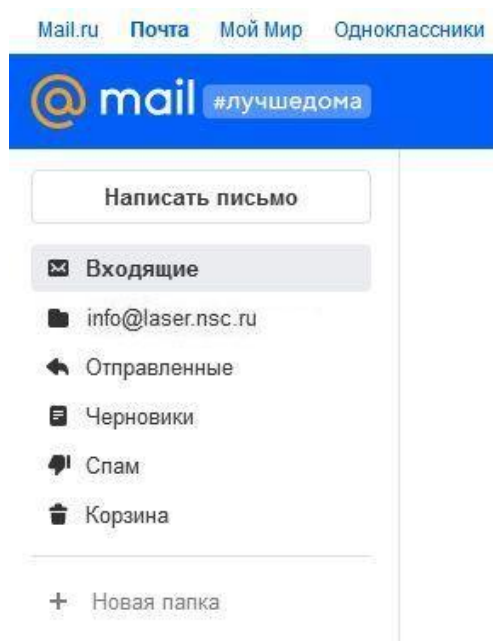 Mail.ru Почта Мой Мир Одноклассники
@mail #лучшедома
Написать письмо
Входящие
info@laser.nsc.ru
Отправленные
Черновики
Спам
Корзина
+ Новая папка